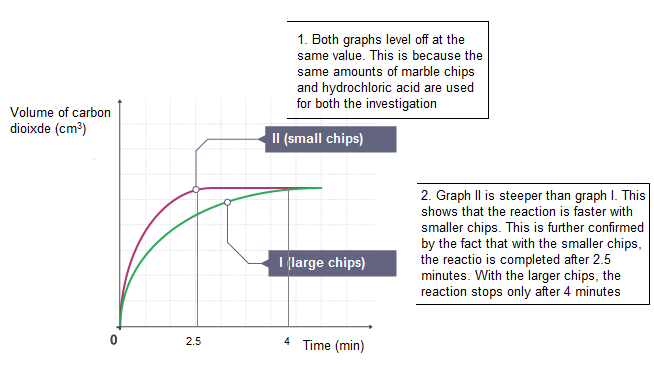 1. Both graphs level off at the
same value. This is because the
same amounts of marble chips
and hydrochloric acid are used
for both the investigation
Volume of carbon
dioixde (cm³)
II (small chips)
2. Graph II is steeper than graph I. This
shows that the reaction is faster with
smaller chips. This is further confirmed
by the fact that with the smaller chips,
the reactio is completed after 2.5
minutes. With the larger chips, the
reaction stops only after 4 minutes
I (large chips)
0
2.5
4
Time (min)